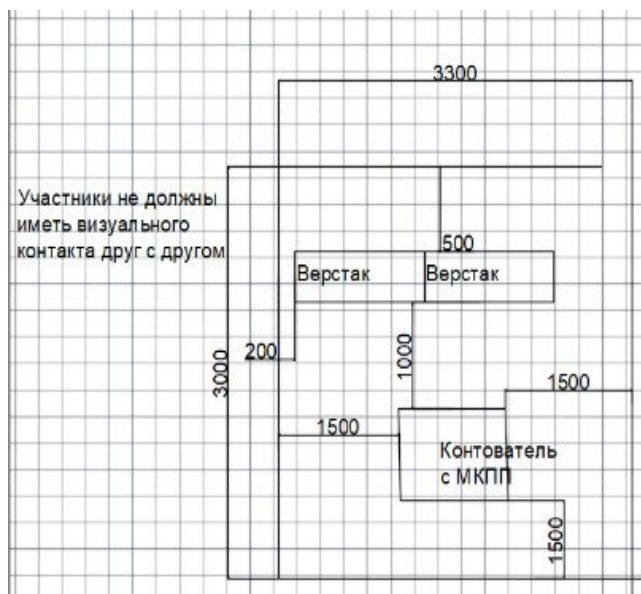 3300
Участники не должны
иметь визуального
контакта друг с другом
500
Верстак
Верстак
200
3000
1000
1500
1500
Контователь
с МКПП
1500